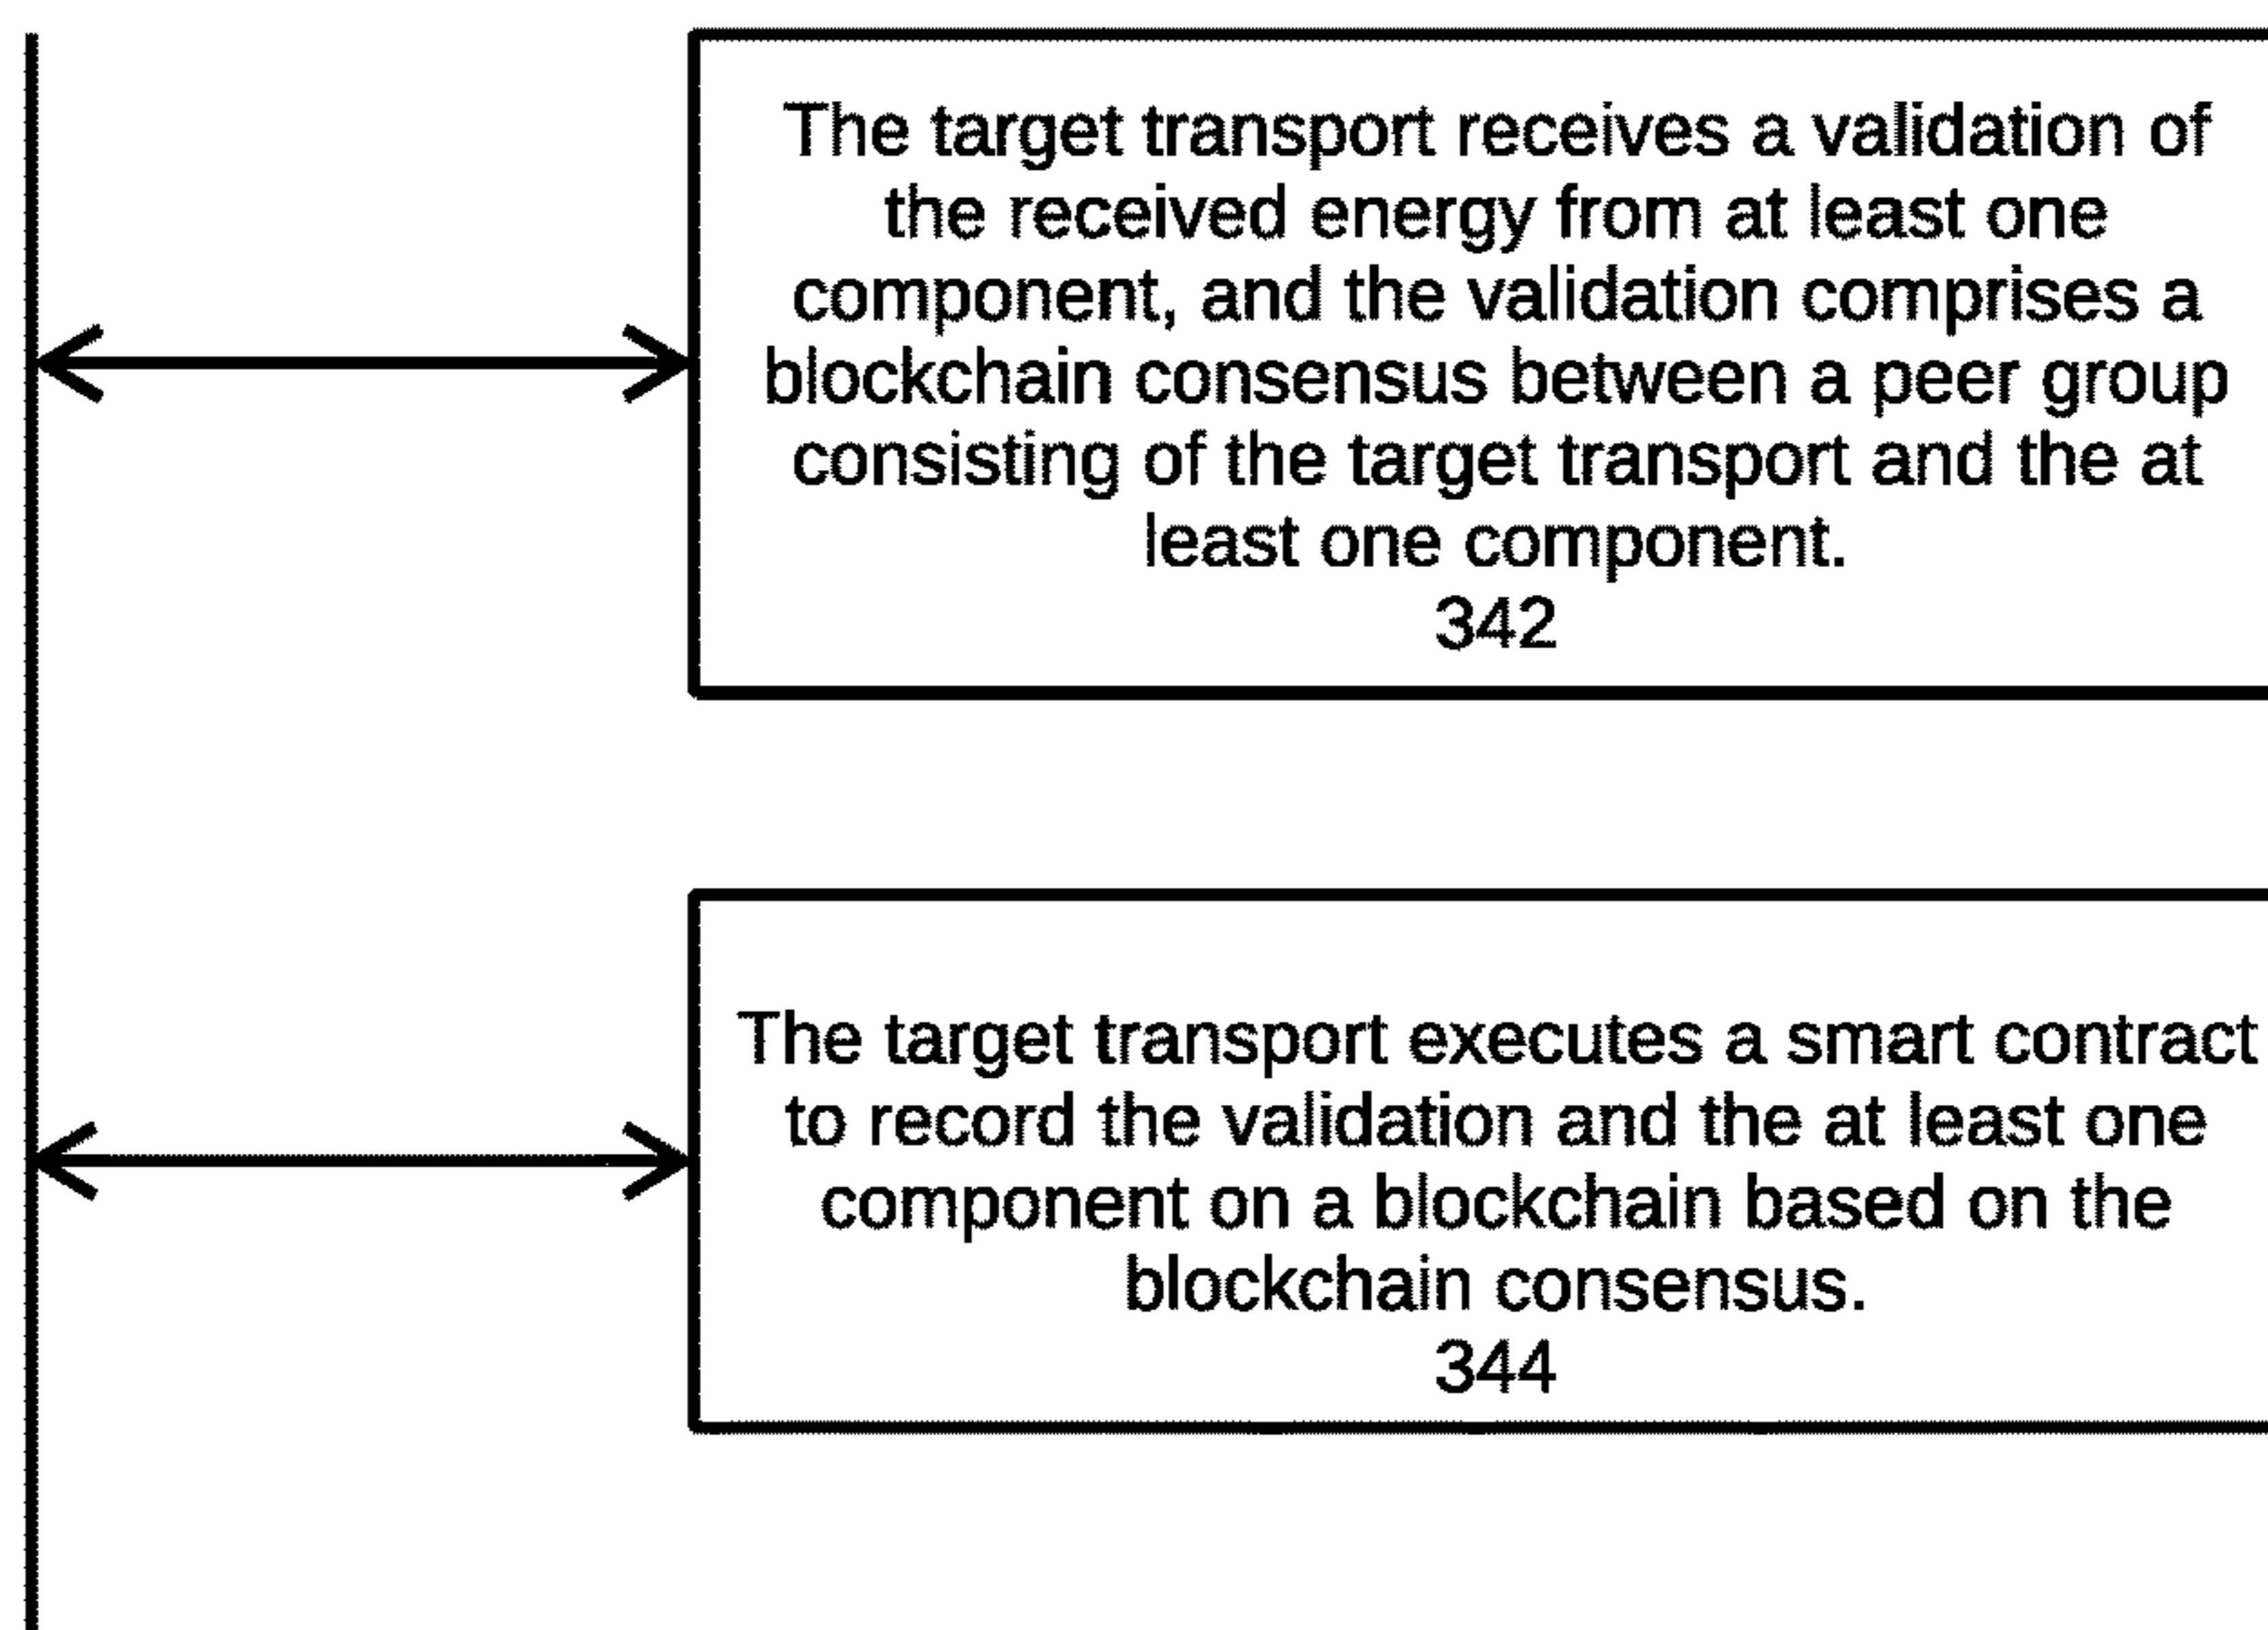 The target transport receives a validation of
the received energy from at least one
component, and the validation comprises a
blockchain consensus between a peer group
consisting of the target transport and the at
least one component.
342
The target transport executes a smart contract
to record the validation and the at least one
component on a blockchain based on the
blockchain consensus.
344